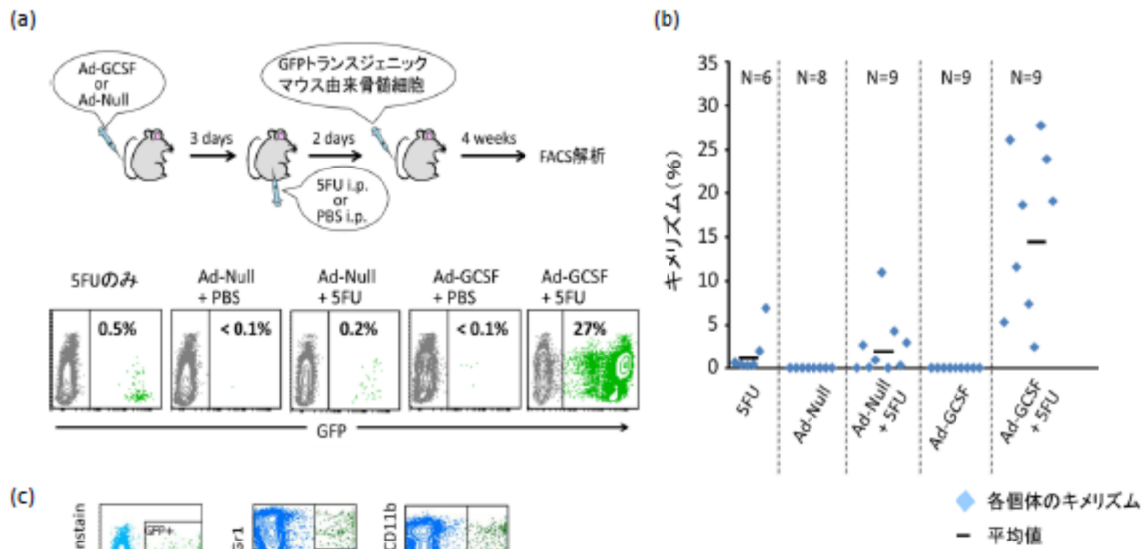 (a)
Ad-GCSF
or
Ad-Null
GFPトランスジェニック
マウス由来骨髄細胞
3 days
2 days
4 weeks
FACS解析
5FU i.p.
or
PBS i.p.
5FUのみ
Ad-Null
+ PBS
Ad-Null
+ 5FU
Ad-GCSF
+ PBS
Ad-GCSF
+ 5FU
0.5%
< 0.1%
0.2%
< 0.1%
27%
GFP
(b)
キメリズム(%)
35
30
25
20
15
10
5
0
N=6
N=8
N=9
N=9
N=9
5FU
Ad-Null
Ad-Null
+ 5FU
Ad-GCSF
Ad-GCSF
+ 5FU
各個体のキメリズム
平均値
(c)
GFP+
CD11b